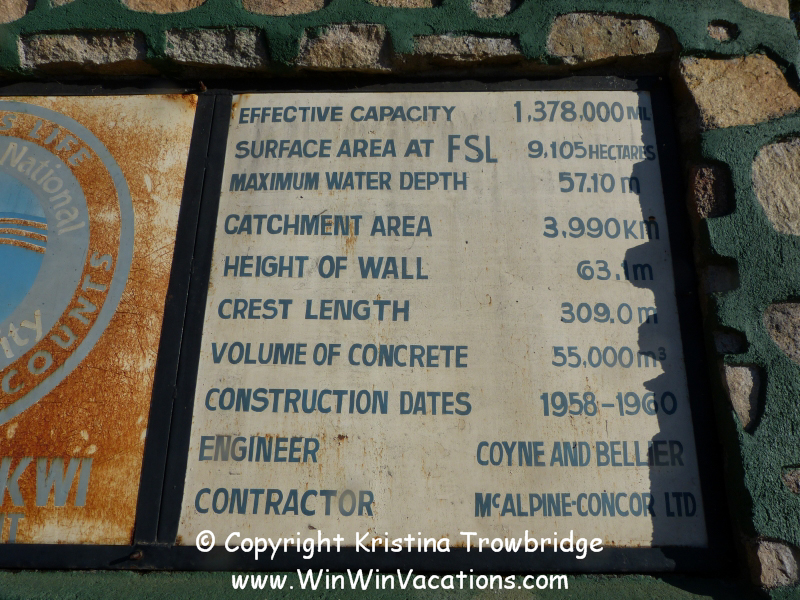 S LIFE
National
ity
COUNTS
KWI
T
EFFECTIVE CAPACITY 1,378,000 ML
SURFACE AREA AT FSL 9,105 HECTARES
MAXIMUM WATER DEPTH 57.10 m
CATCHMENT AREA 3,990 Km
HEIGHT OF WALL 63.1m
CREST LENGTH 309.0 m
VOLUME OF CONCRETE 55,000 m³
CONSTRUCTION DATES 1958-1960
ENGINEER COYNE AND BELLIER
CONTRACTOR McALPINE-CONCOR LTD
© Copyright Kristina Trowbridge
www.WinWinVacations.com